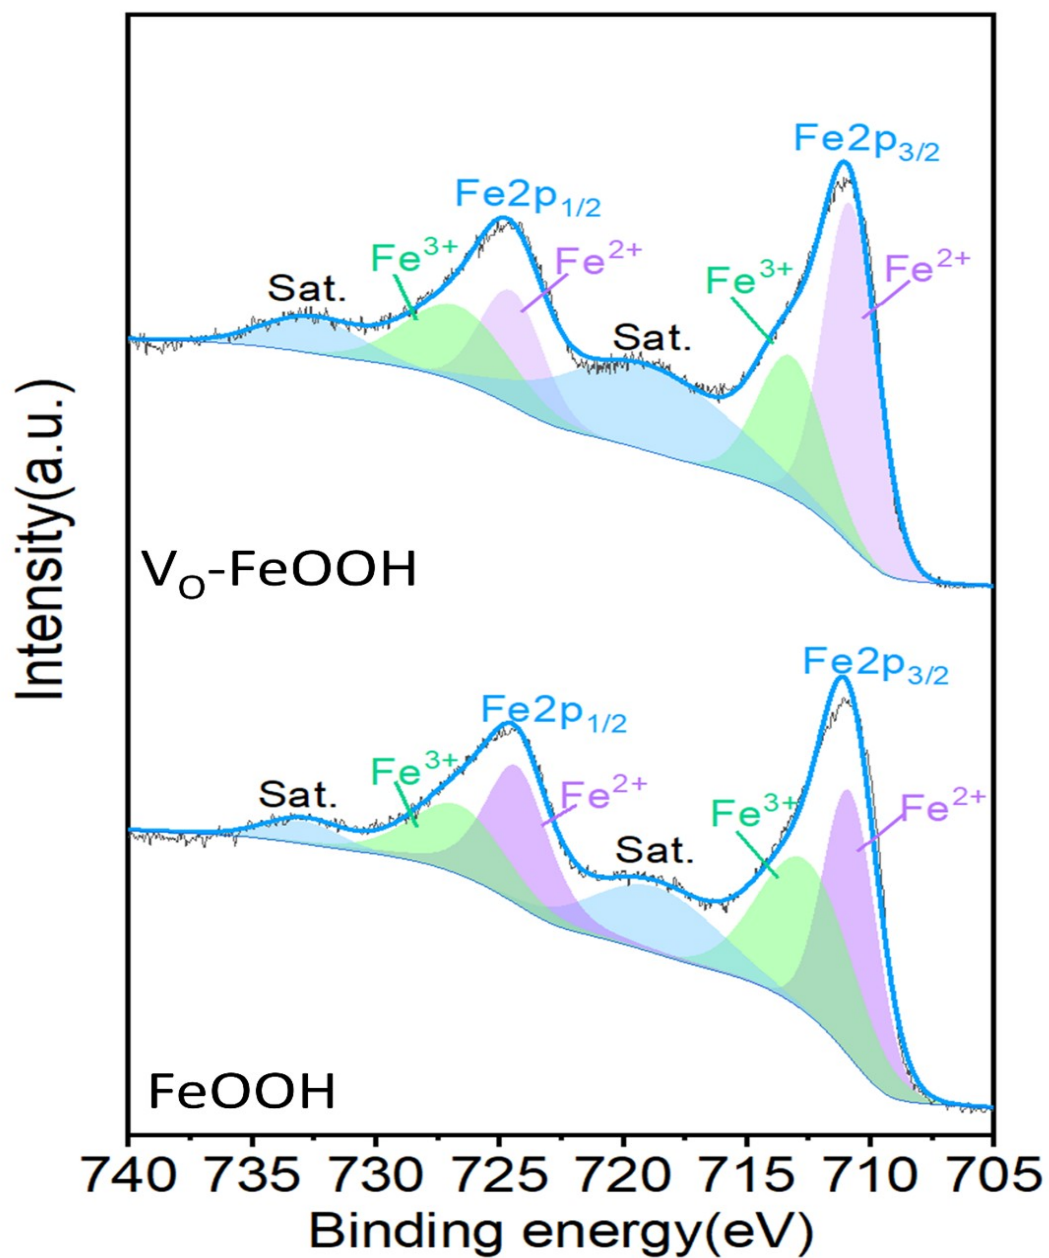 Fe2p3/2
Fe2p1/2
Fe3+
Fe2+
Fe3+
Fe2+
Sat.
Sat.
VO-FeOOH
Fe2p3/2
Fe2p1/2
Fe3+
Fe2+
Fe3+
Fe2+
Sat.
Sat.
FeOOH
Intensity(a.u.)
740 735 730 725 720 715 710 705
Binding energy(eV)